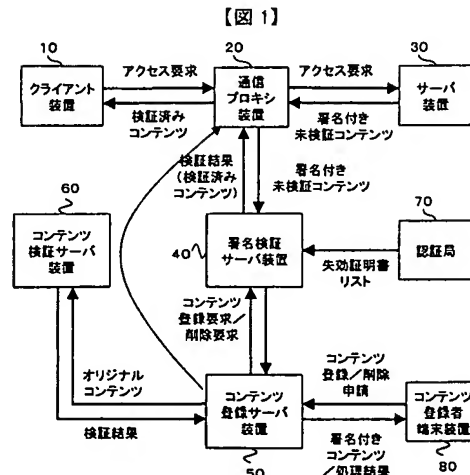 【図1】
10
20
30
クライアント
装置
アクセス要求
検証済み
コンテンツ
通信
プロキシ
装置
アクセス要求
署名付き
未検証コンテンツ
サーバ
装置
検証結果
(検証済み
コンテンツ)
署名付き
未検証コンテンツ
60
コンテンツ
検証サーバ
装置
40
署名検証
サーバ装置
70
認証局
失効証明書
リスト
コンテンツ
登録要求/
削除要求
オリジナル
コンテンツ
検証結果
コンテンツ
登録サーバ
装置
50
コンテンツ
登録/削除
申請
署名付き
コンテンツ
/処理結果
コンテンツ
登録者
端末装置
80